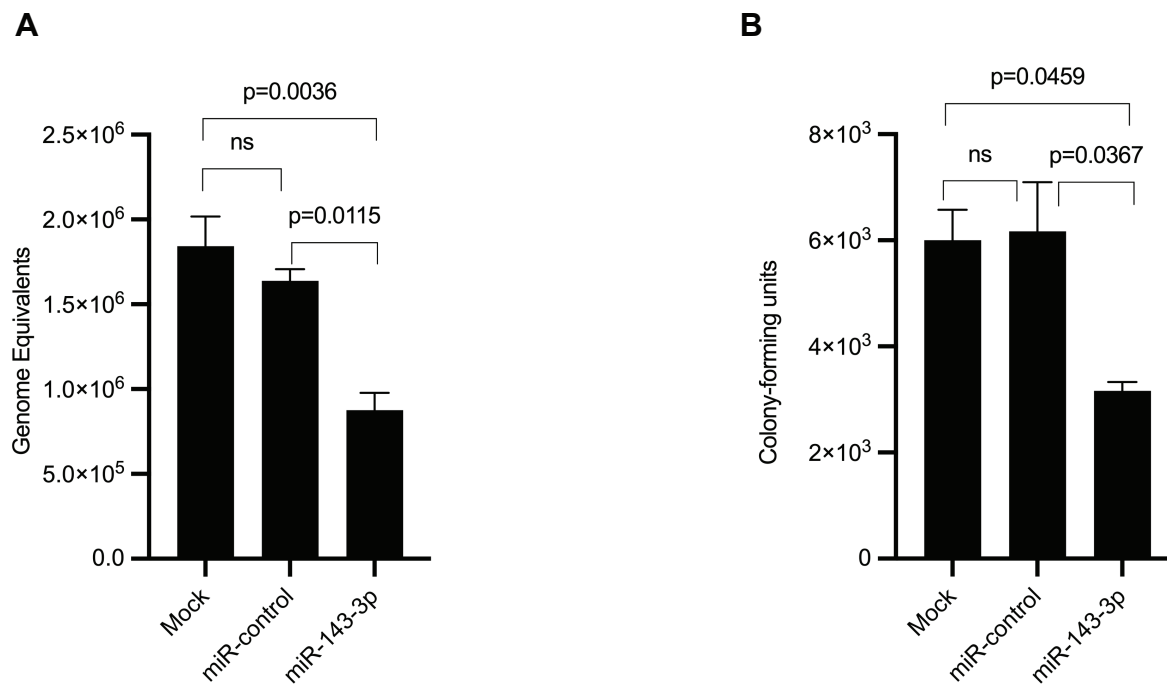 A
p=0.0036
ns
p=0.0115
Genome Equivalents
2.5×10⁶
2.0×10⁶
1.5×10⁶
1.0×10⁶
5.0×10⁵
0.0
Mock
miR-control
miR-143-3p
B
p=0.0459
ns
p=0.0367
Colony-forming units
8×10³
6×10³
4×10³
2×10³
0
Mock
miR-control
miR-143-3p